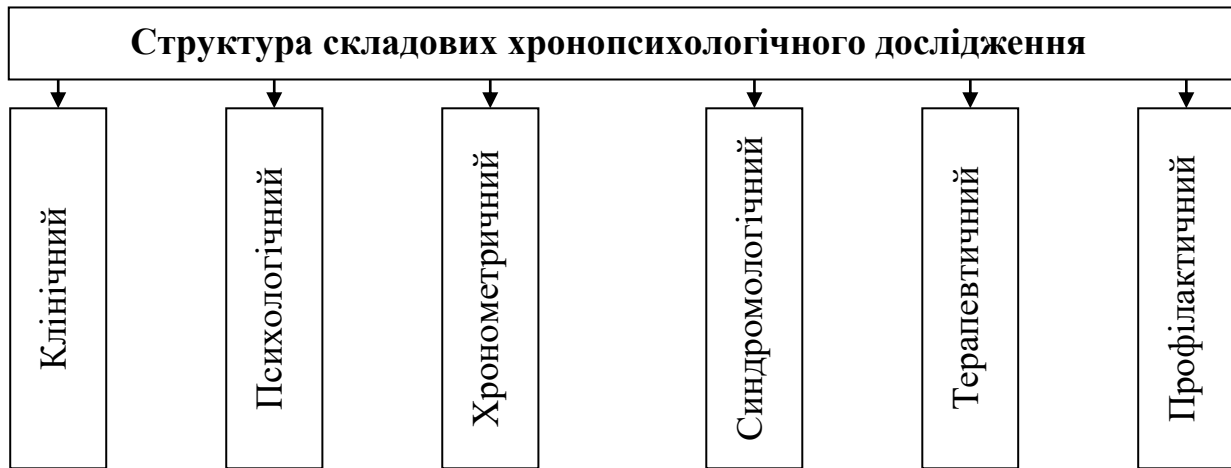 Структура складових хронопсихологічного дослідження
Клінічний
Психологічний
Хронометричний
Синдромологічний
Терапевтичний
Профілактичний